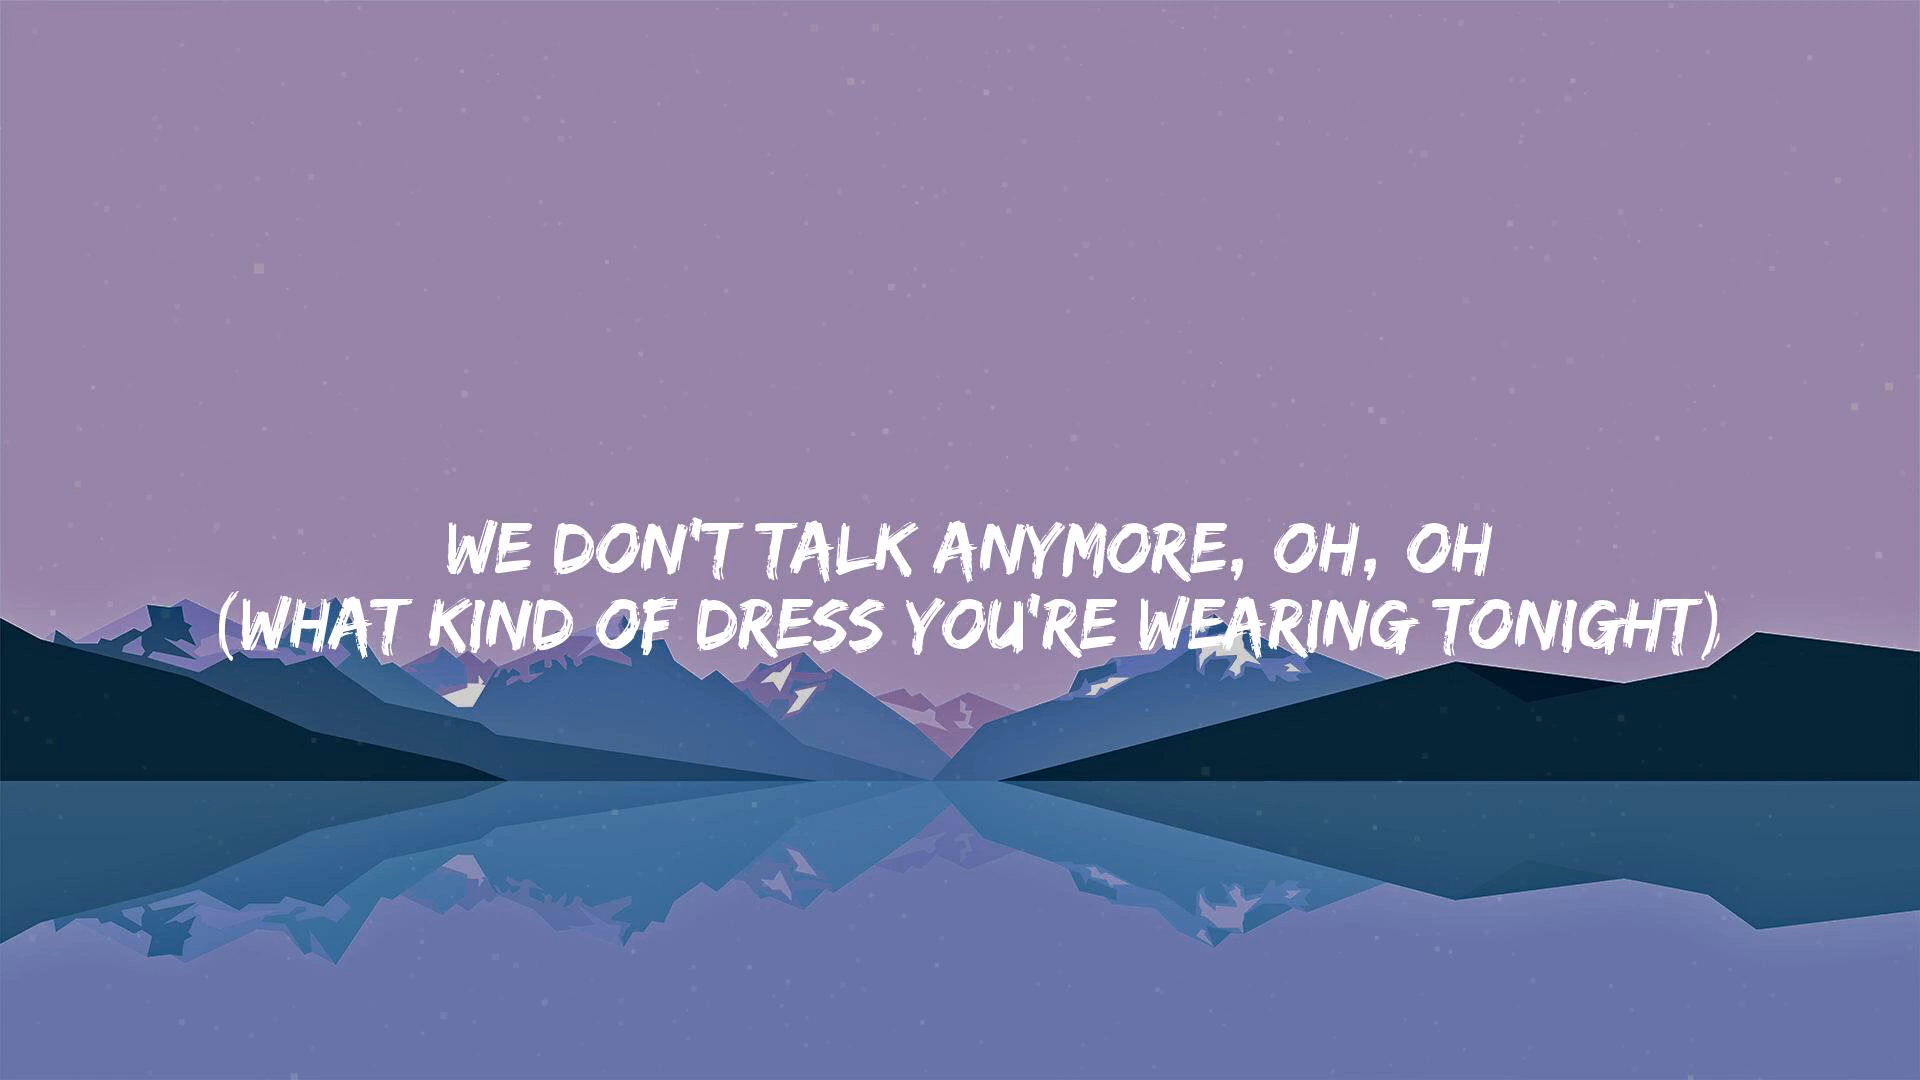 WE DON'T TALK ANYMORE, OH, OH
(WHAT KIND OF DRESS YOU'RE WEARING TONIGHT)